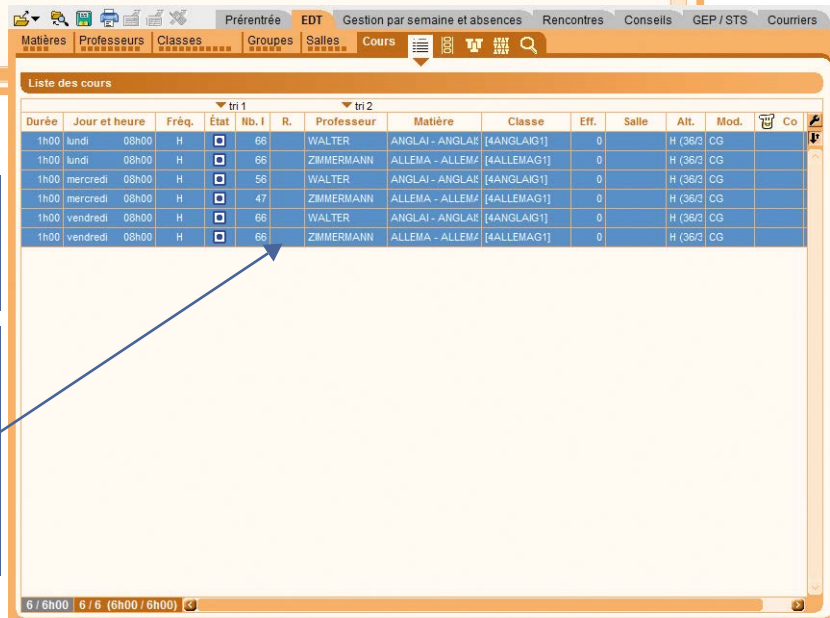 Prérentrée EDT Gestion par semaine et absences Rencontres Conseils GEP / STS Courriers
Matières Professeurs Classes Groupes Salles Cours
Liste des cours
tri 1 tri 2
Durée Jour et heure Fréq. État Nb. I R. Professeur Matière Classe Eff. Salle Alt. Mod. Co
1h00 lundi 08h00 H 66 WALTER ANGLAI - ANGLAIS [4ANGLAIG1] 0 H (36/3 CG
1h00 lundi 08h00 H 66 ZIMMERMANN ALLEMA - ALLEMA [4ALLEMAG1] 0 H (36/3 CG
1h00 mercredi 08h00 H 56 WALTER ANGLAI - ANGLAIS [4ANGLAIG1] 0 H (36/3 CG
1h00 mercredi 08h00 H 47 ZIMMERMANN ALLEMA - ALLEMA [4ALLEMAG1] 0 H (36/3 CG
1h00 vendredi 08h00 H 66 WALTER ANGLAI - ANGLAIS [4ANGLAIG1] 0 H (36/3 CG
1h00 vendredi 08h00 H 66 ZIMMERMANN ALLEMA - ALLEMA [4ALLEMAG1] 0 H (36/3 CG
6 / 6h00 6 / 6 (6h00 / 6h00)